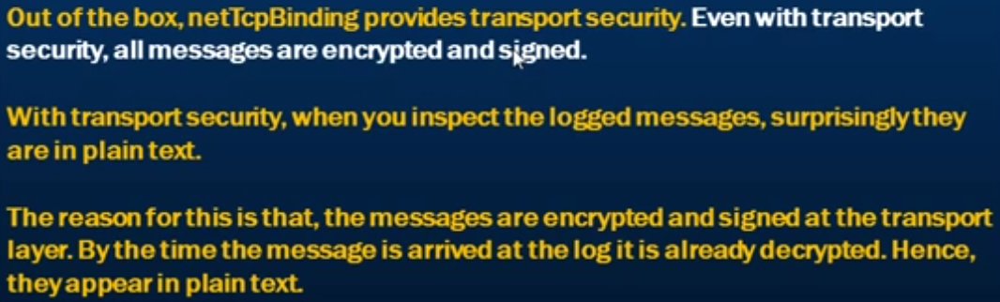 Out of the box, netTcpBinding provides transport security. Even with transport
security, all messages are encrypted and signed.
With transport security, when you inspect the logged messages, surprisingly they
are in plain text.
The reason for this is that, the messages are encrypted and signed at the transport
layer. By the time the message is arrived at the log it is already decrypted. Hence,
they appear in plain text.